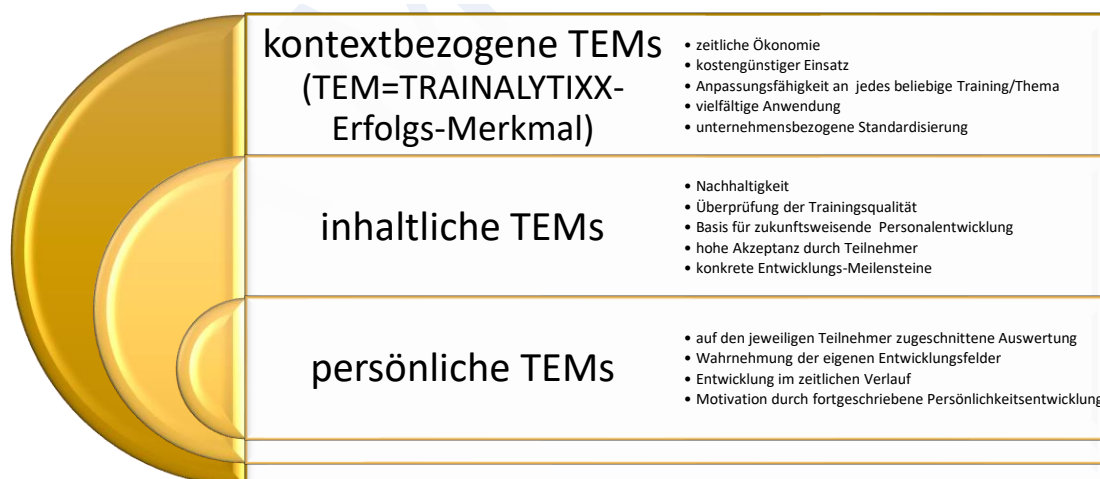 kontextbezogene TEMs
(TEM=TRAINALYTIXX-
Erfolgs-Merkmal)
• zeitliche Ökonomie
• kostengünstiger Einsatz
• Anpassungsfähigkeit an jedes beliebige Training/Thema
• vielfältige Anwendung
• unternehmensbezogene Standardisierung
inhaltliche TEMs
• Nachhaltigkeit
• Überprüfung der Trainingsqualität
• Basis für zukunftsweisende Personalentwicklung
• hohe Akzeptanz durch Teilnehmer
• konkrete Entwicklungs-Meilensteine
persönliche TEMs
• auf den jeweiligen Teilnehmer zugeschnittene Auswertung
• Wahrnehmung der eigenen Entwicklungsfelder
• Entwicklung im zeitlichen Verlauf
• Motivation durch fortgeschriebene Persönlichkeitsentwicklung